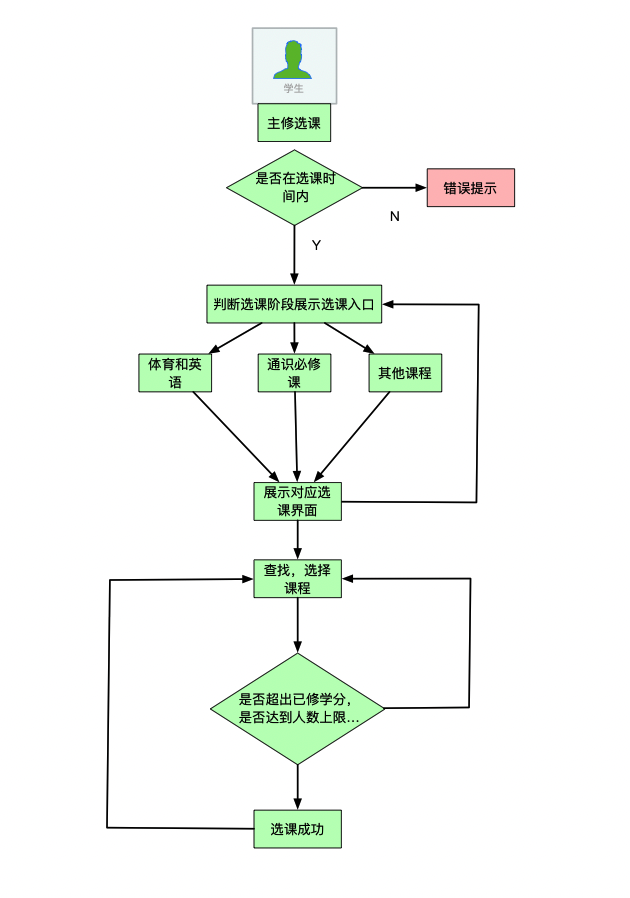 学生
主修选课
是否在选课时
间内
错误提示
N
Y
判断选课阶段展示选课入口
体育和英
语
通识必修
课
其他课程
展示对应选
课界面
查找，选择
课程
是否超出已修学分，
是否达到人数上限...
选课成功